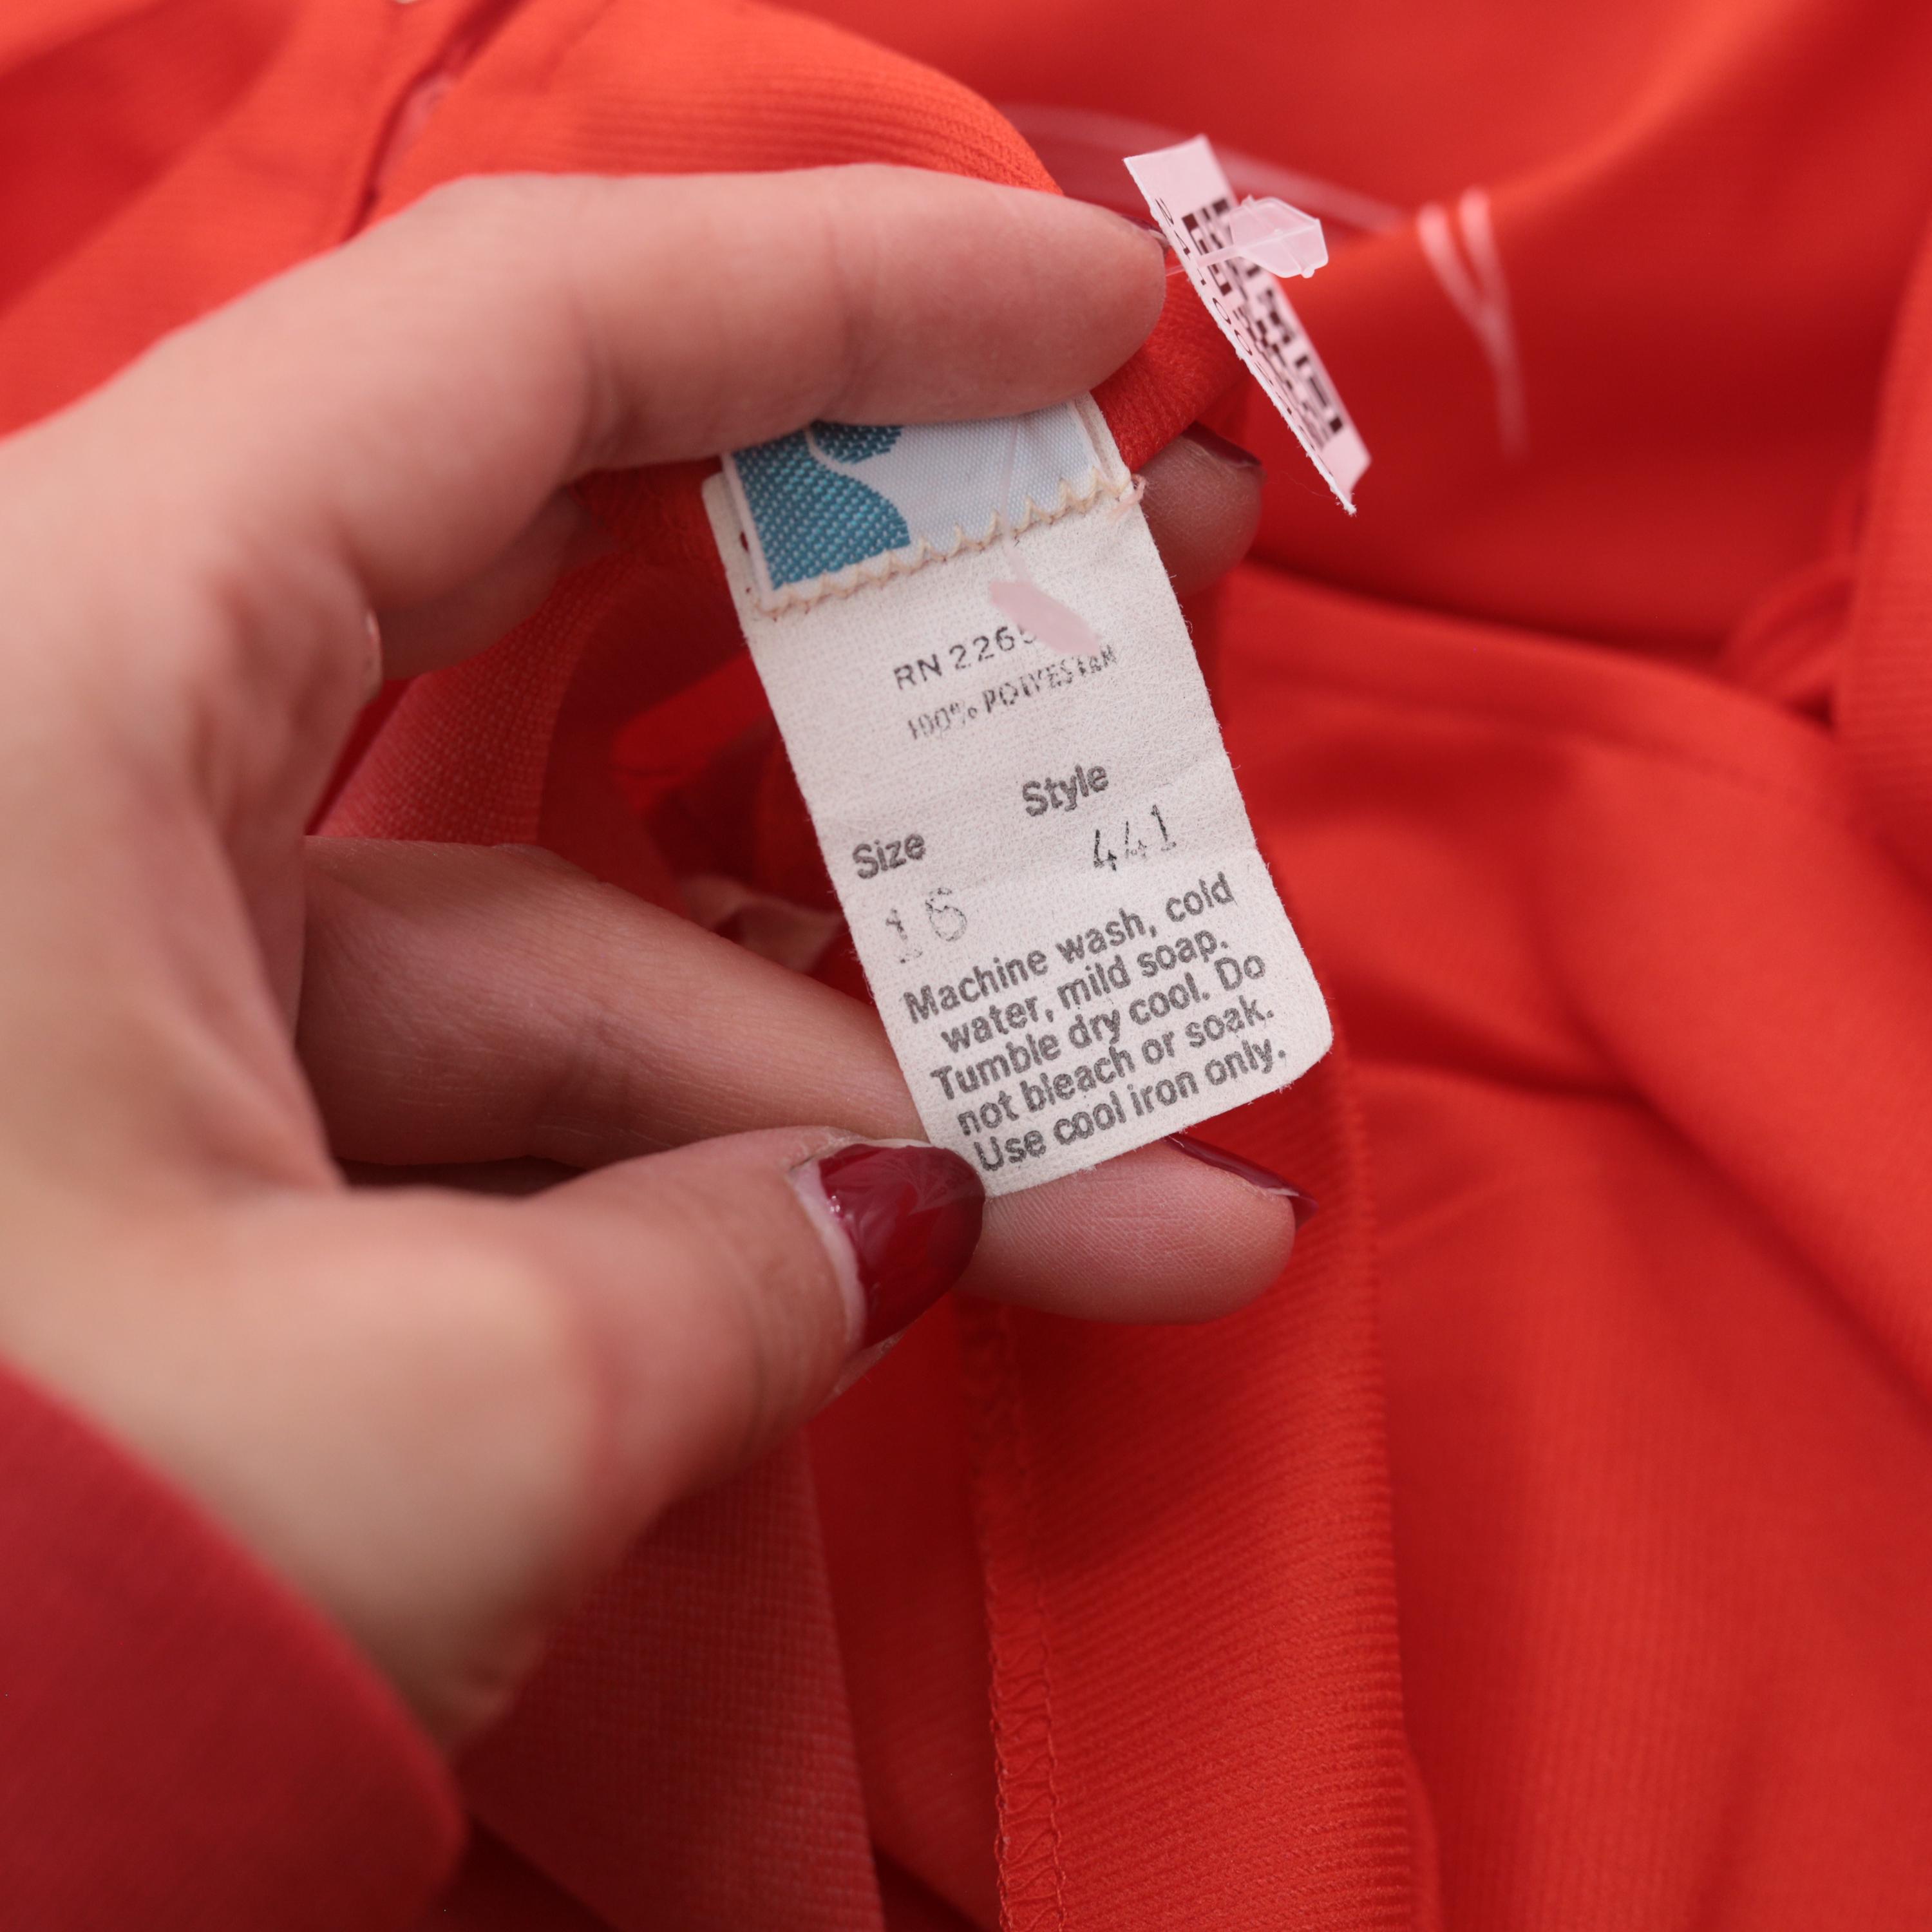 RN 2265
100% POLYESTER
Style
441
Size
16
Machine wash, cold
water, mild soap.
Tumble dry cool. Do
not bleach or soak.
Use cool iron only.